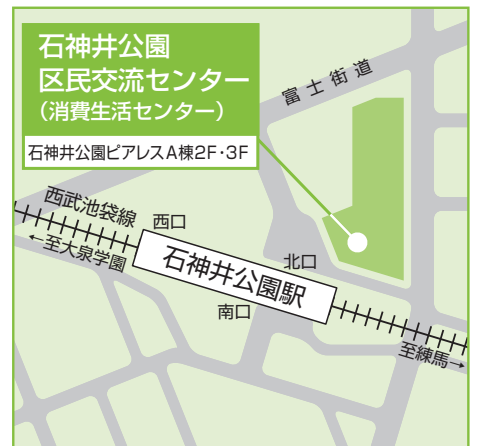 石神井公園
区民交流センター
（消費生活センター）
石神井公園ピアレスA棟2F・3F
富士街道
西武池袋線
西口
←至大泉学園
石神井公園駅
北口
南口
至練馬→